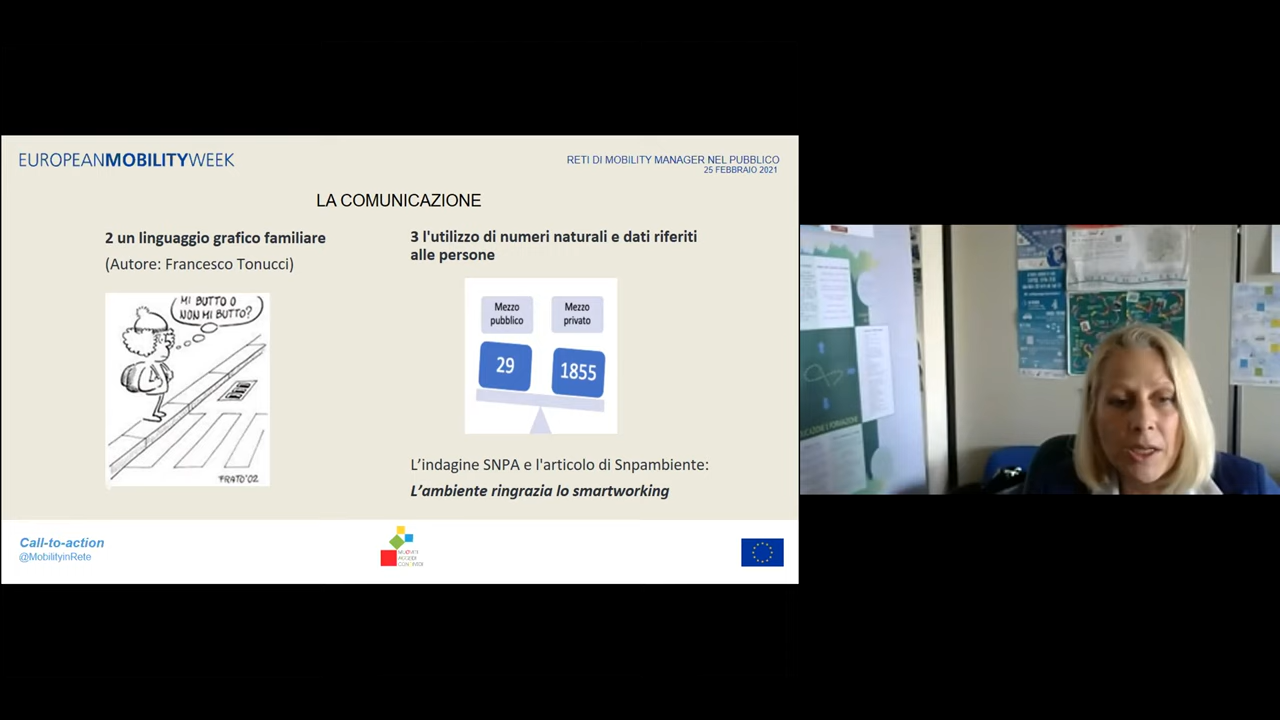 EUROPEANMOBILITYWEEK
RETI DI MOBILITY MANAGER NEL PUBBLICO
25 FEBBRAIO 2021
LA COMUNICAZIONE
2 un linguaggio grafico familiare
(Autore: Francesco Tonucci)
MI BUTTO O
NON MI BUTTO?
FRATO'02
3 l'utilizzo di numeri naturali e dati riferiti
alle persone
Mezzo
pubblico
Mezzo
privato
29
1855
L'indagine SNPA e l'articolo di Snpambiente:
L'ambiente ringrazia lo smartworking
Call-to-action
@MobilityinRete